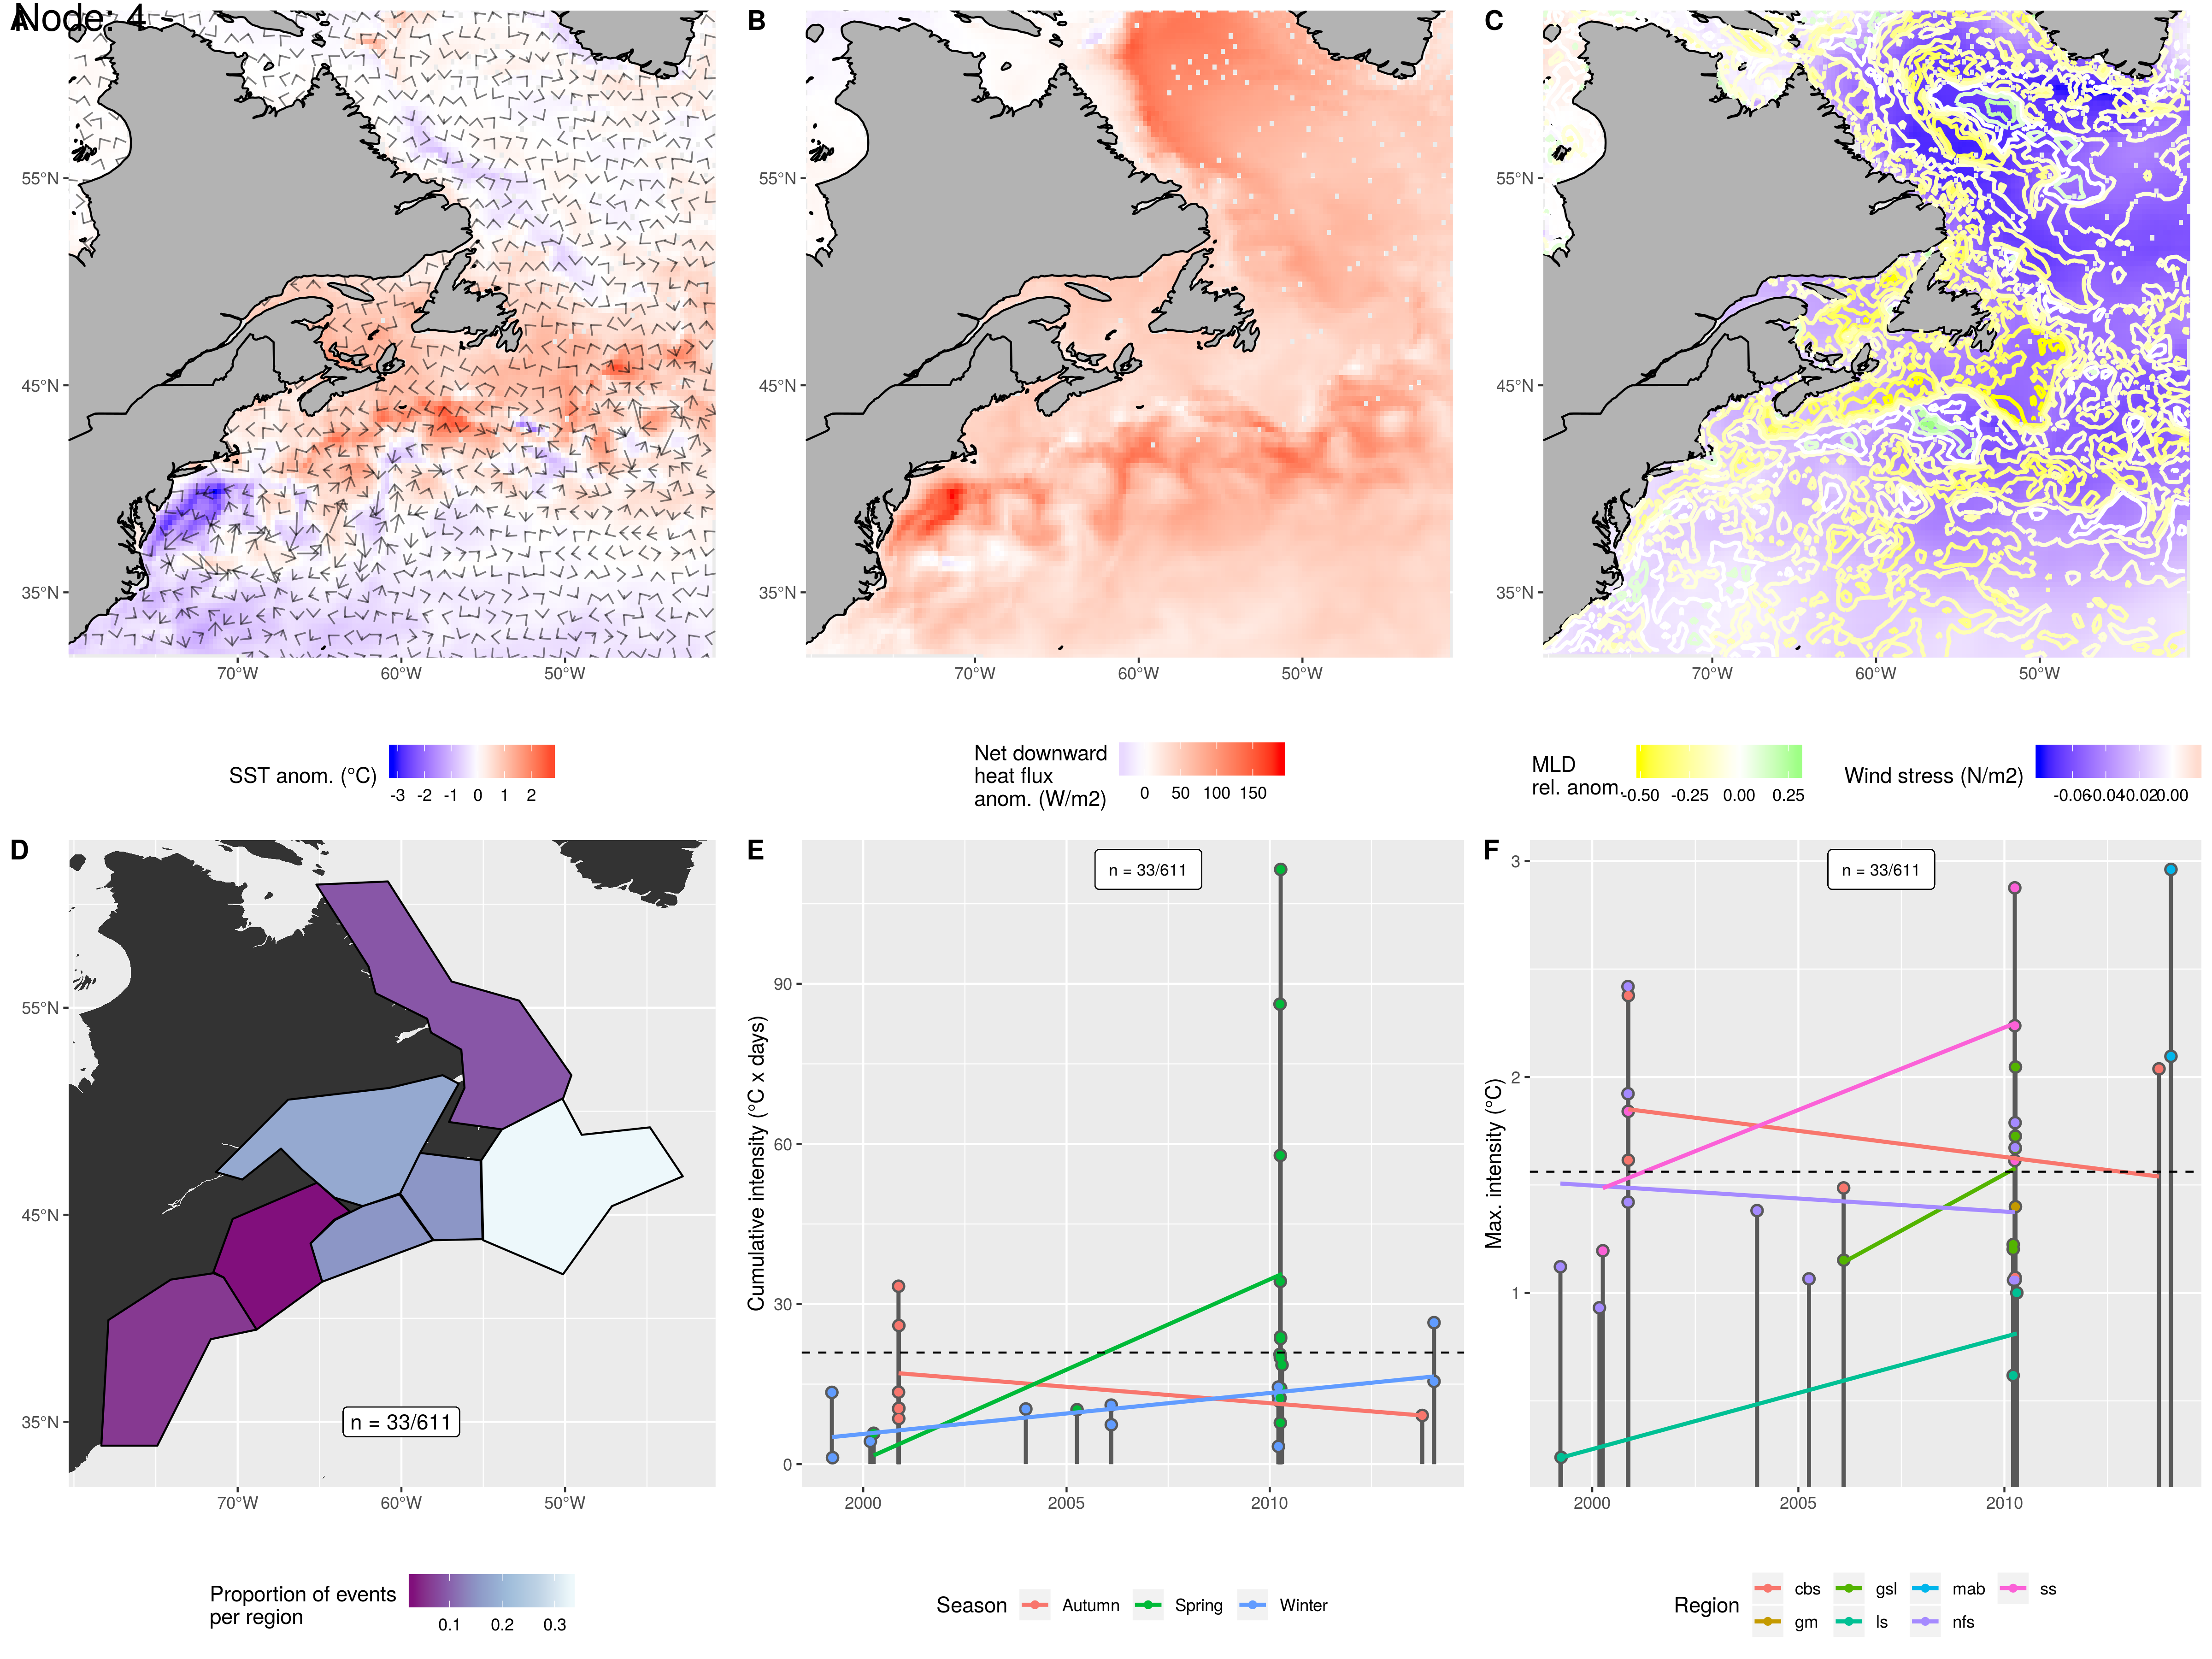 A
Node: 4
B
C
55°N
45°N
35°N
70°W
60°W
50°W
55°N
45°N
35°N
70°W
60°W
50°W
55°N
45°N
35°N
70°W
60°W
50°W
SST anom. (°C)
-3 -2 -1 0 1 2
Net downward
heat flux
anom. (W/m2)
0 50 100 150
MLD
rel. anom.
-0.50 -0.25 0.00 0.25
Wind stress (N/m2)
-0.06 -0.04 -0.02 0.00
D
55°N
45°N
35°N
n = 33/611
70°W
60°W
50°W
Proportion of events
per region
0.1 0.2 0.3
E
n = 33/611
Cumulative intensity (°C x days)
90
60
30
0
2000
2005
2010
Season Autumn Spring Winter
F
n = 33/611
Max. intensity (°C)
3
2
1
2000
2005
2010
Region
cbs gsl mab ss
gm ls nfs